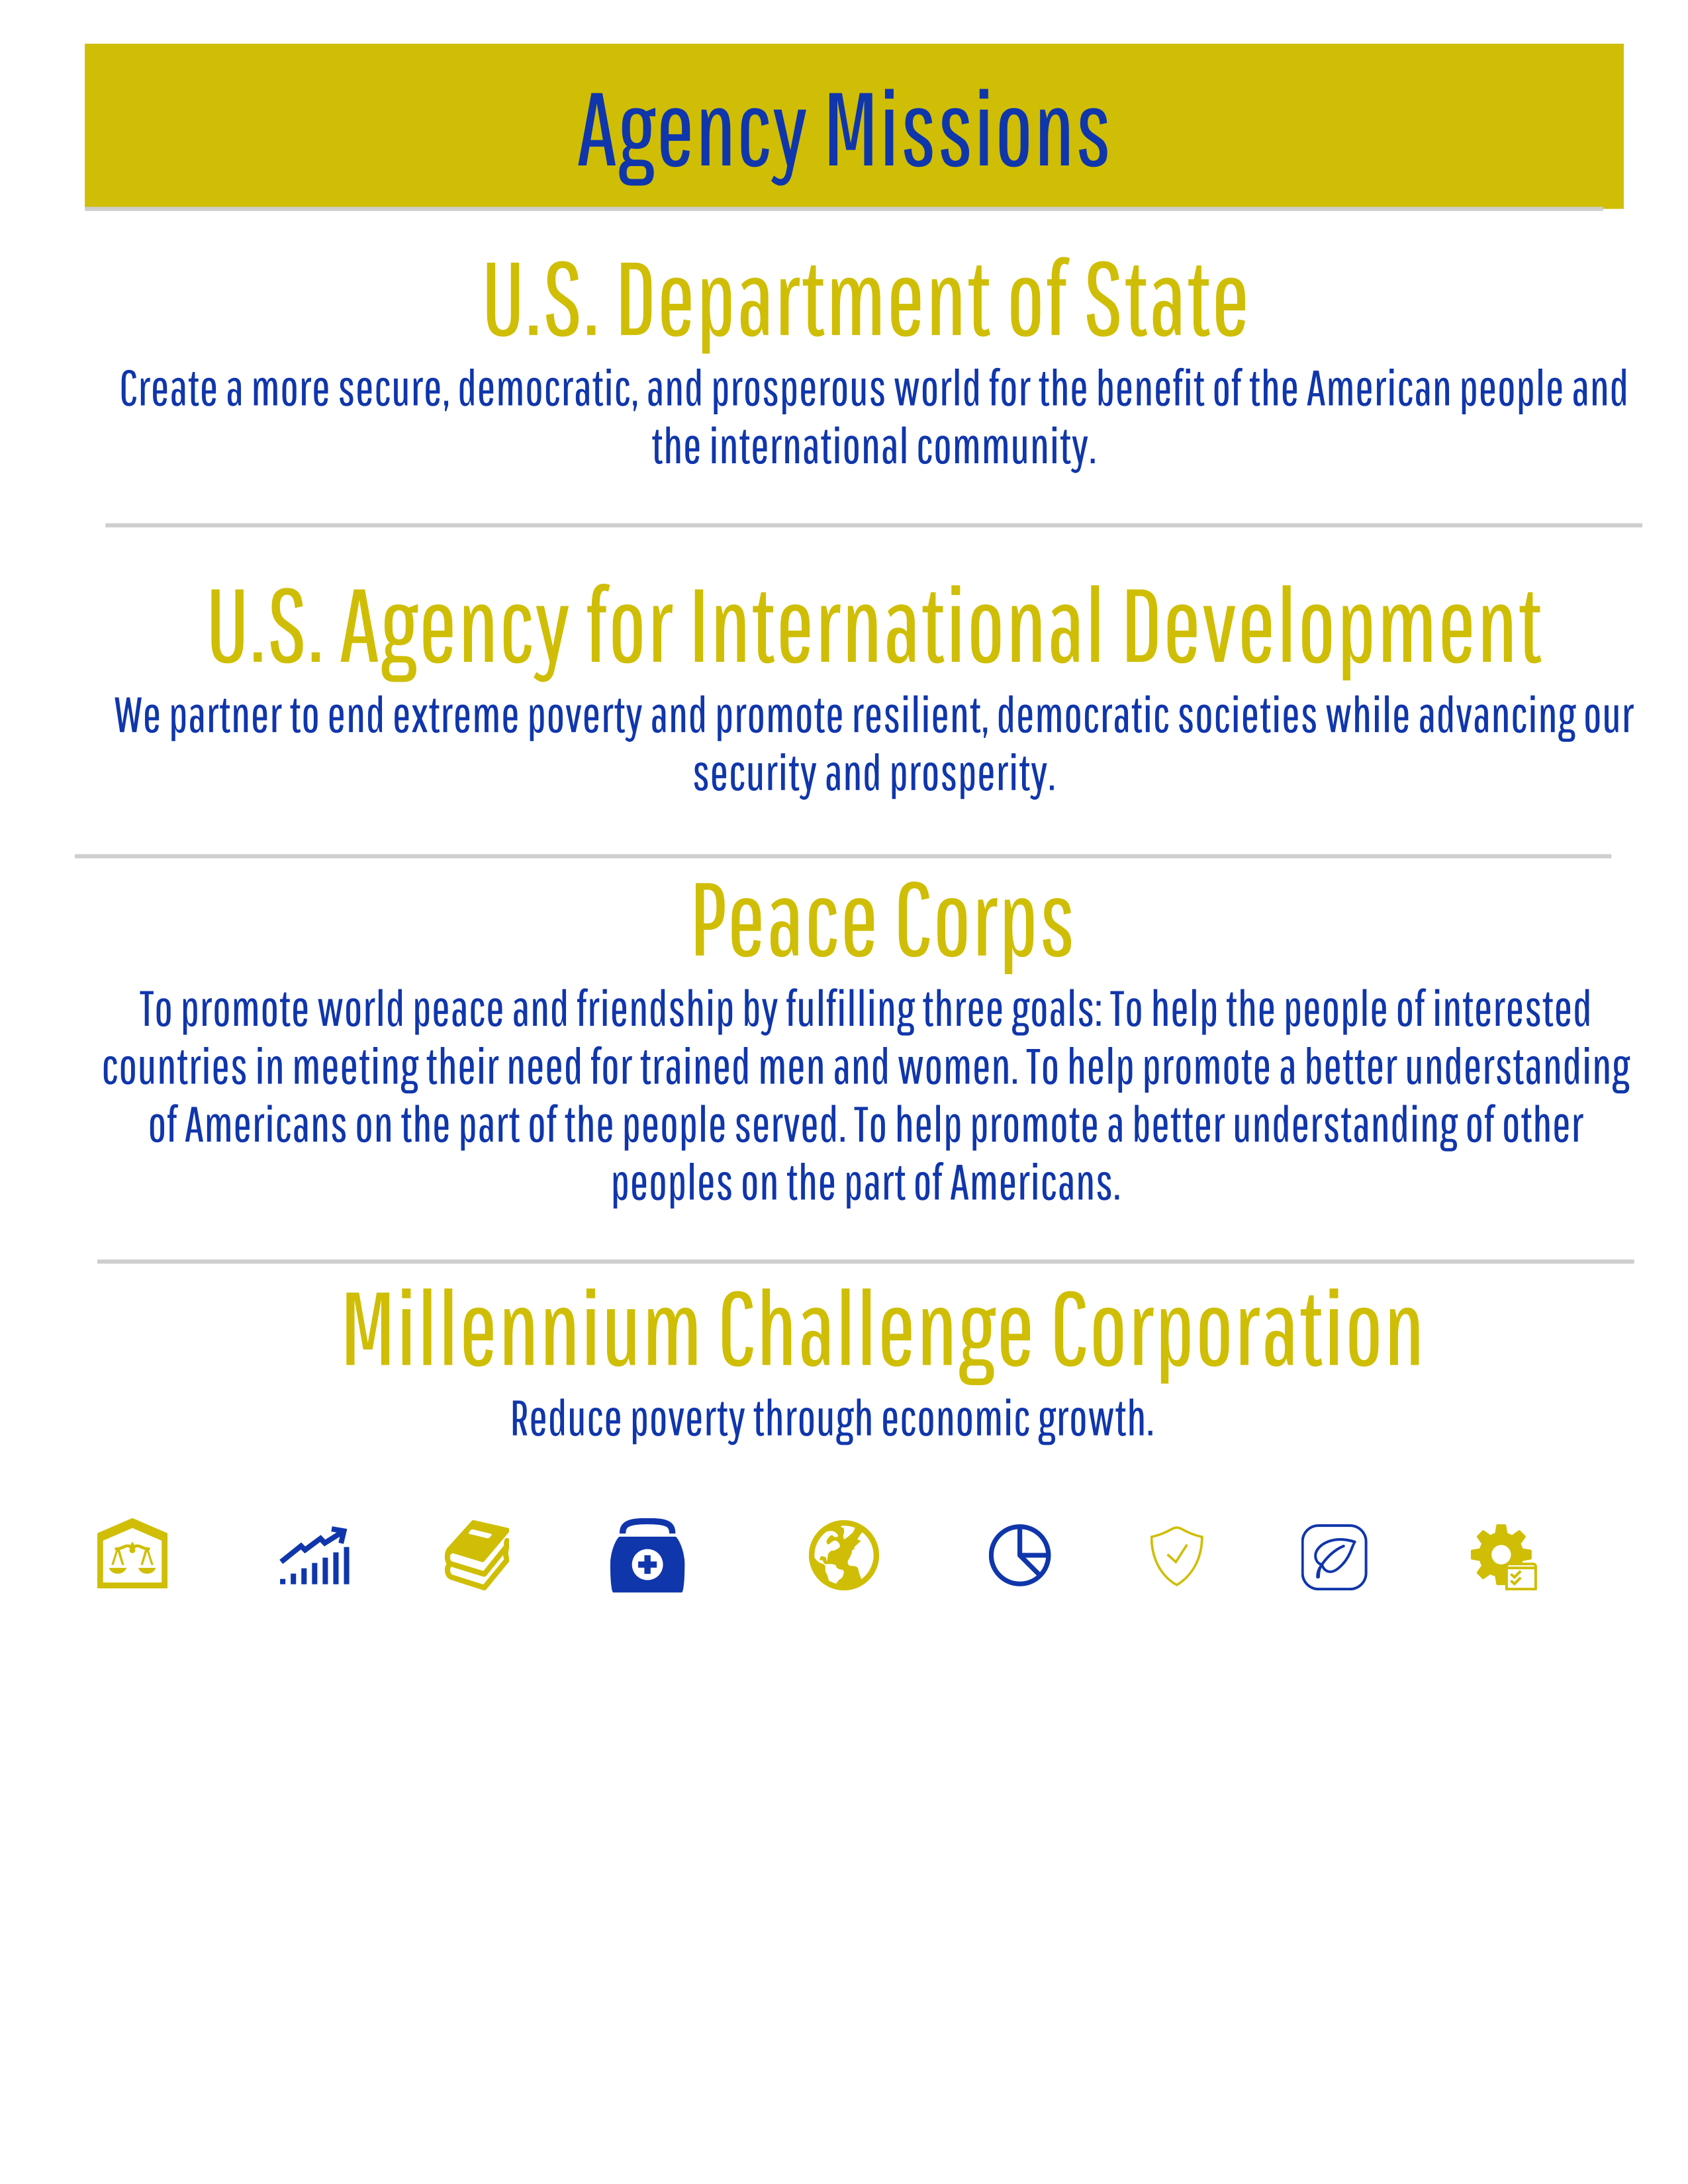 Agency Missions
U.S. Department of State
Create a more secure, democratic, and prosperous world for the benefit of the American people and
the international community.
U.S. Agency for International Development
We partner to end extreme poverty and promote resilient, democratic societies while advancing our
security and prosperity.
Peace Corps
To promote world peace and friendship by fulfilling three goals: To help the people of interested
countries in meeting their need for trained men and women. To help promote a better understanding
of Americans on the part of the people served. To help promote a better understanding of other
peoples on the part of Americans.
Millennium Challenge Corporation
Reduce poverty through economic growth.